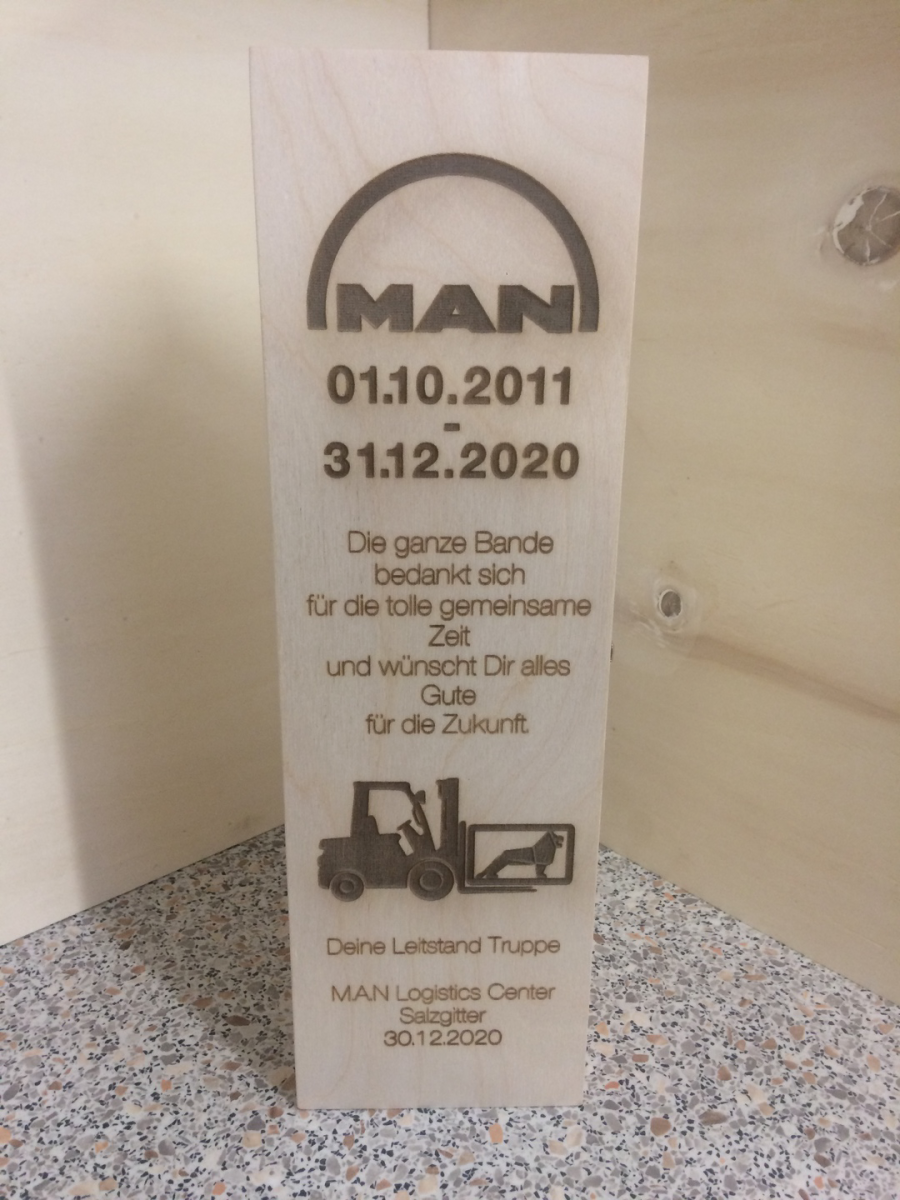 MAN
01.10.2011
-
31.12.2020
Die ganze Bande
bedankt sich
für die tolle gemeinsame
Zeit
und wünscht Dir alles
Gute
für die Zukunft.
Deine Leitstand Truppe
MAN Logistics Center
Salzgitter
30.12.2020